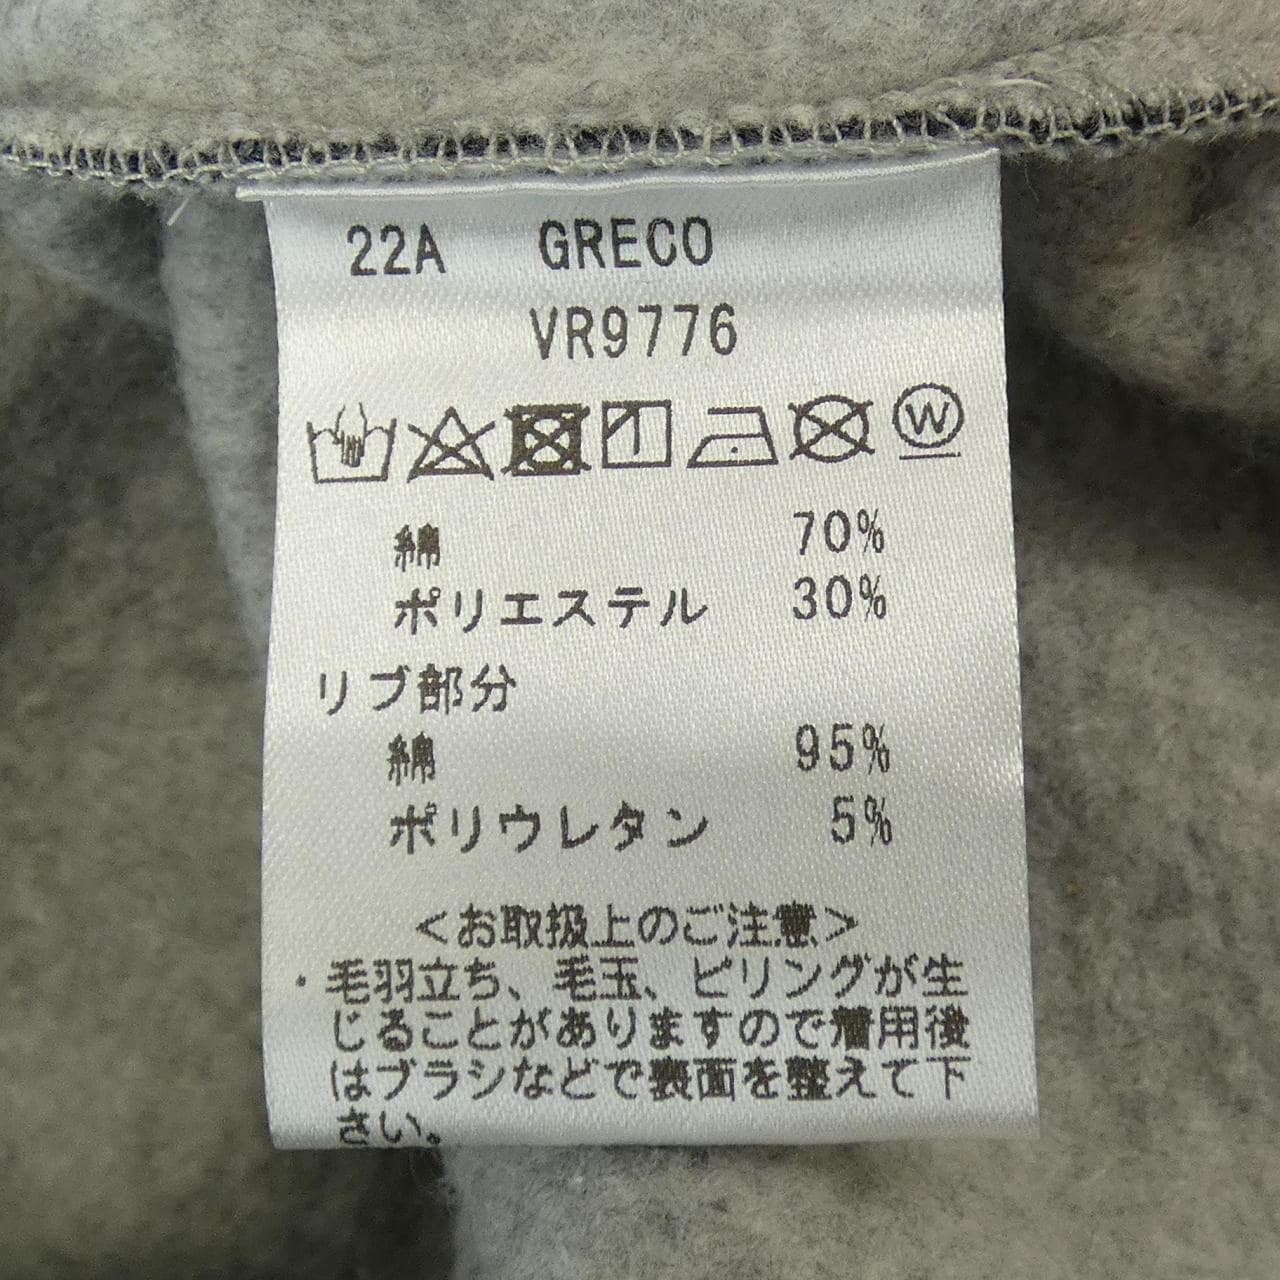 22A GRECO
VR9776
W
綿 70%
ポリエステル 30%
リブ部分
綿 95%
ポリウレタン 5%
<お取扱上のご注意>
・毛羽立ち、毛玉、ピリングが生
じることがありますので着用後
はブラシなどで表面を整えて下
さい。